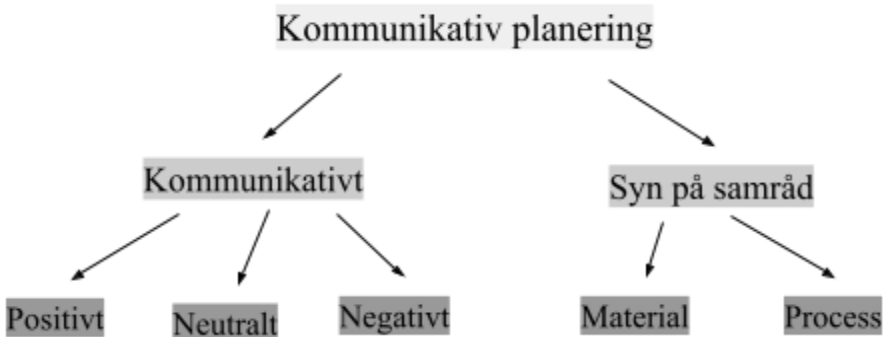 Kommunikativ planering
Kommunikativt
Syn på samråd
Positivt
Neutralt
Negativt
Material
Process